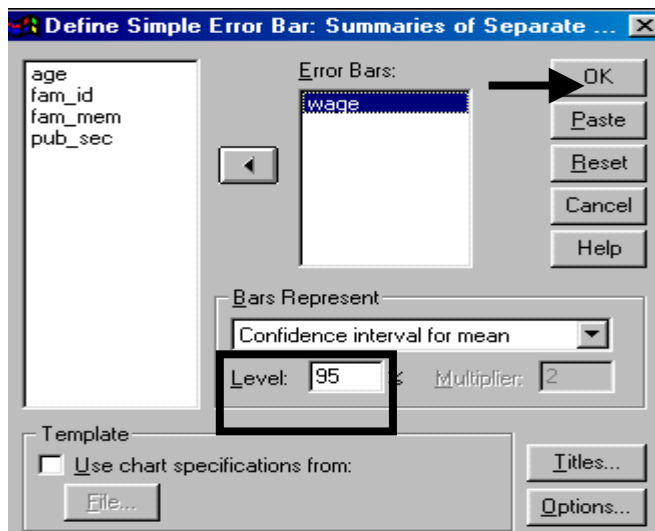 Define Simple Error Bar: Summaries of Separate ...
age
fam_id
fam_mem
pub_sec
Error Bars:
wage
OK
Paste
Reset
Cancel
Help
Bars Represent
Confidence interval for mean
Level: 95 % Multiplier: 2
Template
Use chart specifications from:
File...
Titles...
Options...